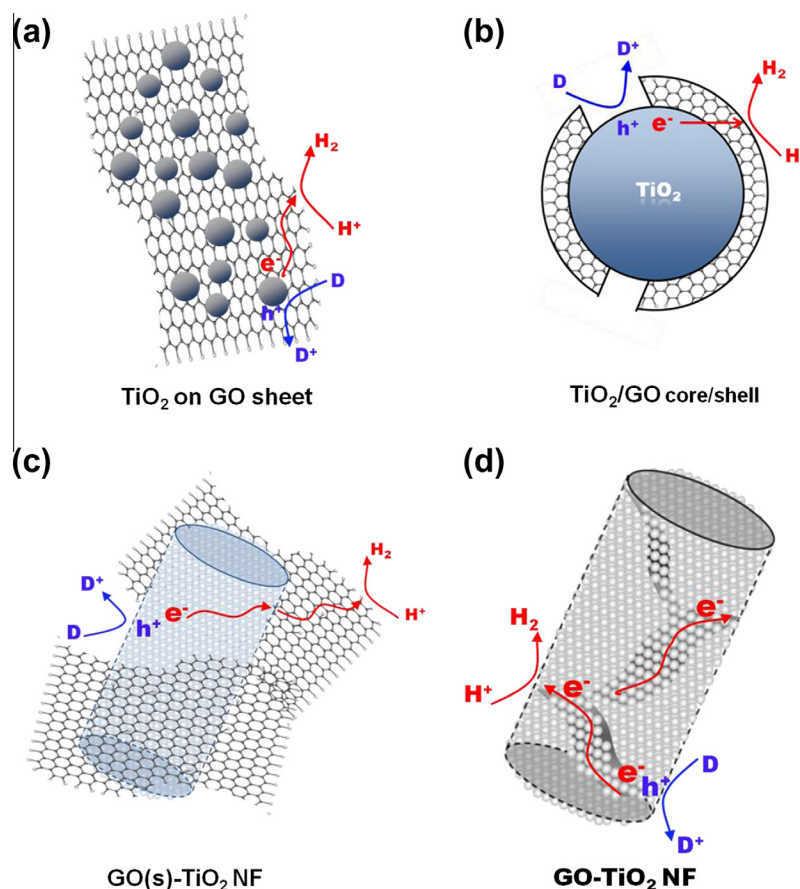 (a)
H₂
H⁺
e⁻
D
h⁺
D⁺
TiO₂ on GO sheet
(b)
D⁺
D
H₂
h⁺
e⁻
H
TiO₂
TiO₂/GO core/shell
(c)
H₂
D⁺
e⁻
H⁺
D
h⁺
GO(s)-TiO₂ NF
(d)
e⁻
H₂
H⁺
e⁻
e⁻
h⁺
D
D⁺
GO-TiO₂ NF